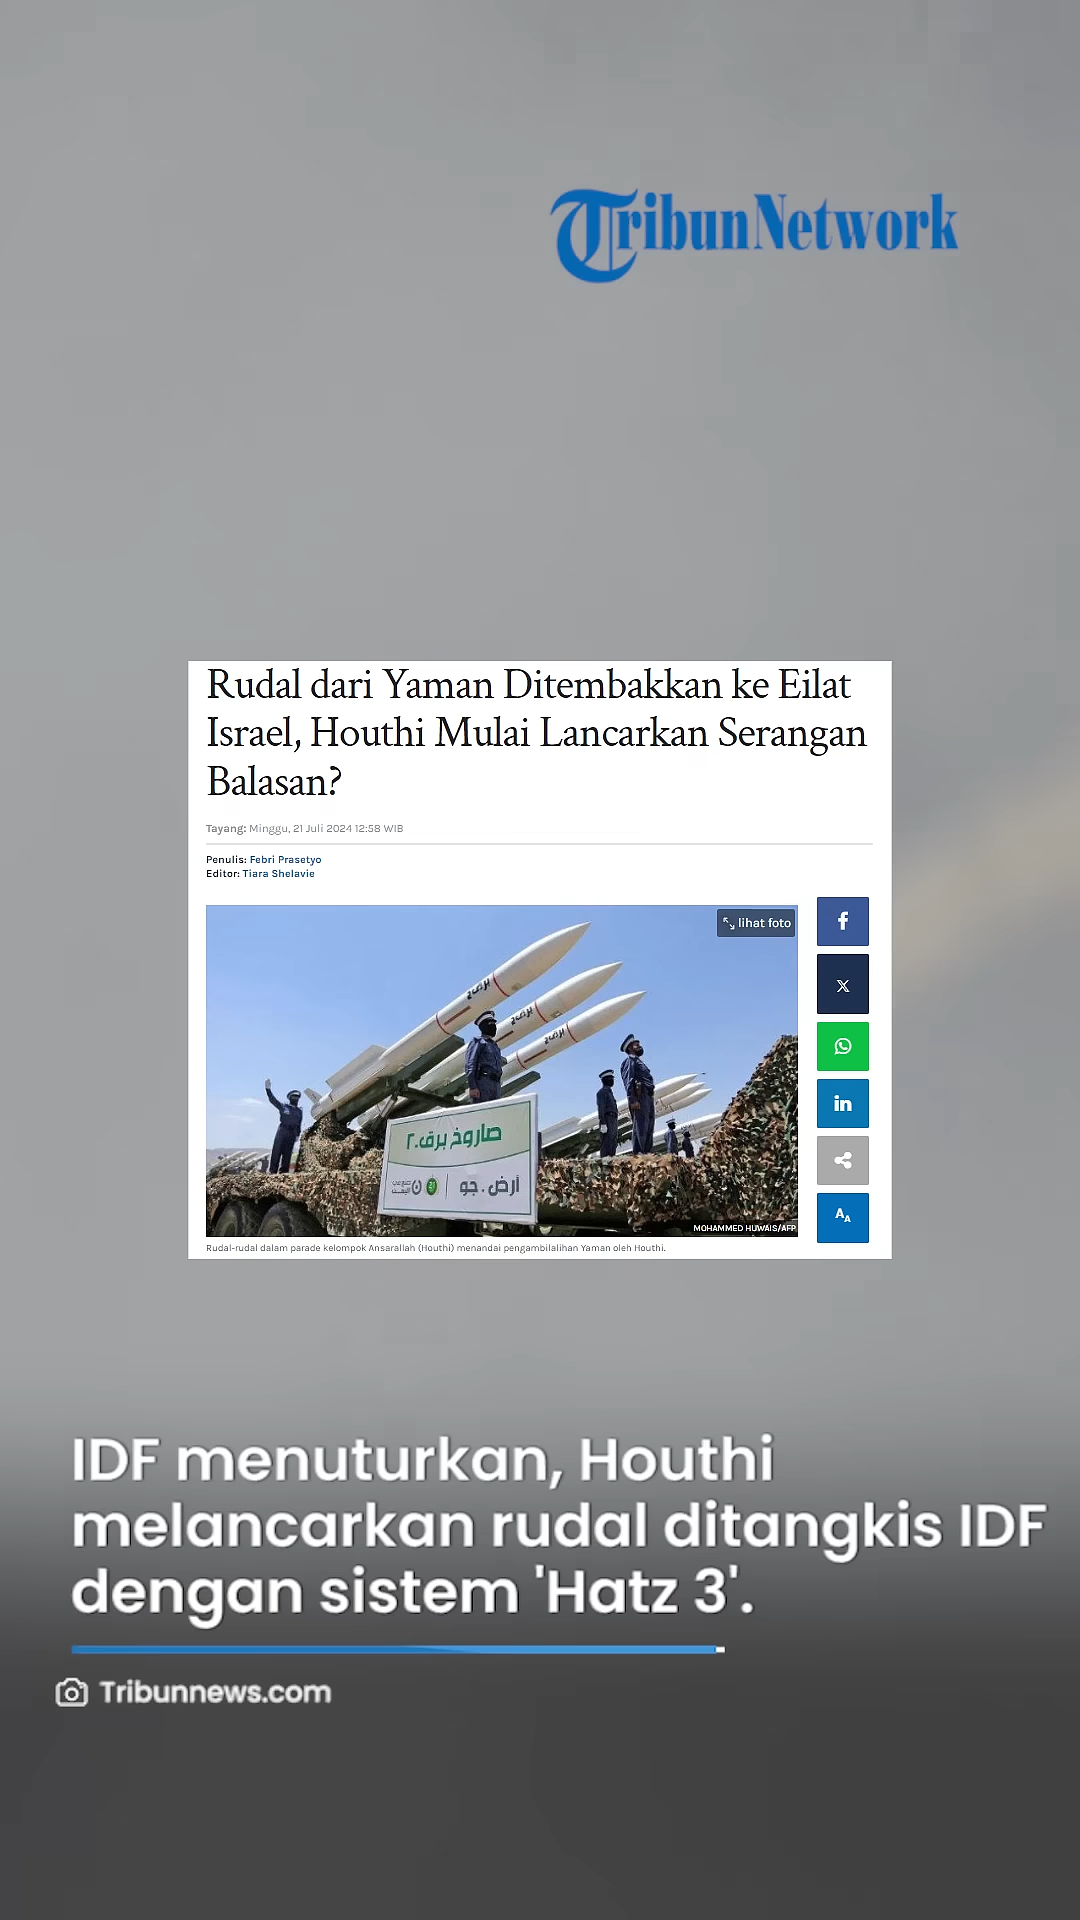 TribunNetwork
Rudal dari Yaman Ditembakkan ke Eilat
Israel, Houthi Mulai Lancarkan Serangan
Balasan?
Tayang: Minggu, 21 Juli 2024 12:58 WIB
Penulis: Febri Prasetyo
Editor: Tiara Shelavie
lihat foto
صاروخ برق.٢
أرض . جو
MOHAMMED HUWAIS/AFP
Rudal-rudal dalam parade kelompok Ansarallah (Houthi) menandai pengambilalihan Yaman oleh Houthi.
IDF menuturkan, Houthi
melancarkan rudal ditangkis IDF
dengan sistem 'Hatz 3'.
Tribunnews.com